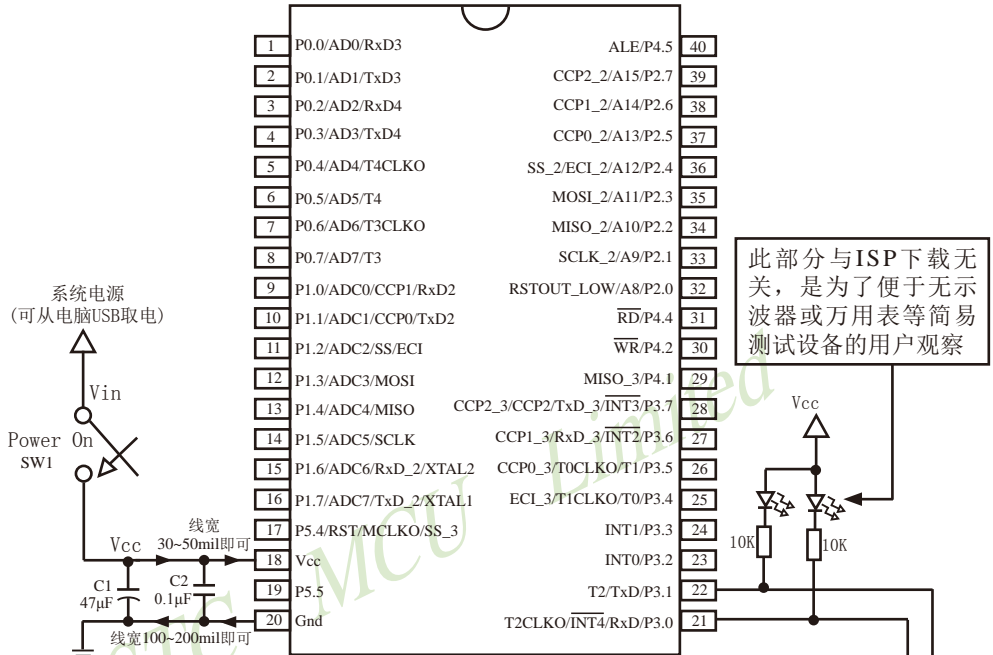 1 P0.0/AD0/RxD3
2 P0.1/AD1/TxD3
3 P0.2/AD2/RxD4
4 P0.3/AD3/TxD4
5 P0.4/AD4/T4CLKO
6 P0.5/AD5/T4
7 P0.6/AD6/T3CLKO
8 P0.7/AD7/T3
9 P1.0/ADC0/CCP1/RxD2
10 P1.1/ADC1/CCP0/TxD2
11 P1.2/ADC2/SS/ECI
12 P1.3/ADC3/MOSI
13 P1.4/ADC4/MISO
14 P1.5/ADC5/SCLK
15 P1.6/ADC6/RxD_2/XTAL2
16 P1.7/ADC7/TxD_2/XTAL1
17 P5.4/RST/MCLKO/SS_3
18 Vcc
19 P5.5
20 Gnd
ALE/P4.5 40
CCP2_2/A15/P2.7 39
CCP1_2/A14/P2.6 38
CCP0_2/A13/P2.5 37
SS_2/ECI_2/A12/P2.4 36
MOSI_2/A11/P2.3 35
MISO_2/A10/P2.2 34
SCLK_2/A9/P2.1 33
RSTOUT_LOW/A8/P2.0 32
RD/P4.4 31
WR/P4.2 30
MISO_3/P4.1 29
CCP2_3/CCP2/TxD_3/INT3/P3.7 28
CCP1_3/RxD_3/INT2/P3.6 27
CCP0_3/T0CLKO/T1/P3.5 26
ECI_3/T1CLKO/T0/P3.4 25
INT1/P3.3 24
INT0/P3.2 23
T2/TxD/P3.1 22
T2CLKO/INT4/RxD/P3.0 21
系统电源
(可从电脑USB取电)
Vin
Power On
SW1
Vcc
线宽
30~50mil即可
C1
47μF
C2
0.1μF
线宽100~200mil即可
此部分与ISP下载无
关，是为了便于无示
波器或万用表等简易
测试设备的用户观察
Vcc
10K
10K
STC MCU Limited